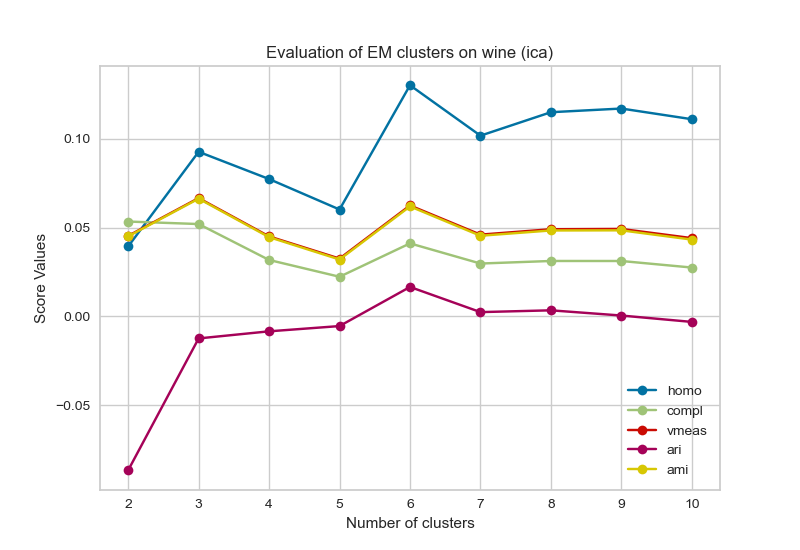 Evaluation of EM clusters on wine (ica)
Score Values
0.10
0.05
0.00
−0.05
homo
compl
vmeas
ari
ami
2 3 4 5 6 7 8 9 10
Number of clusters